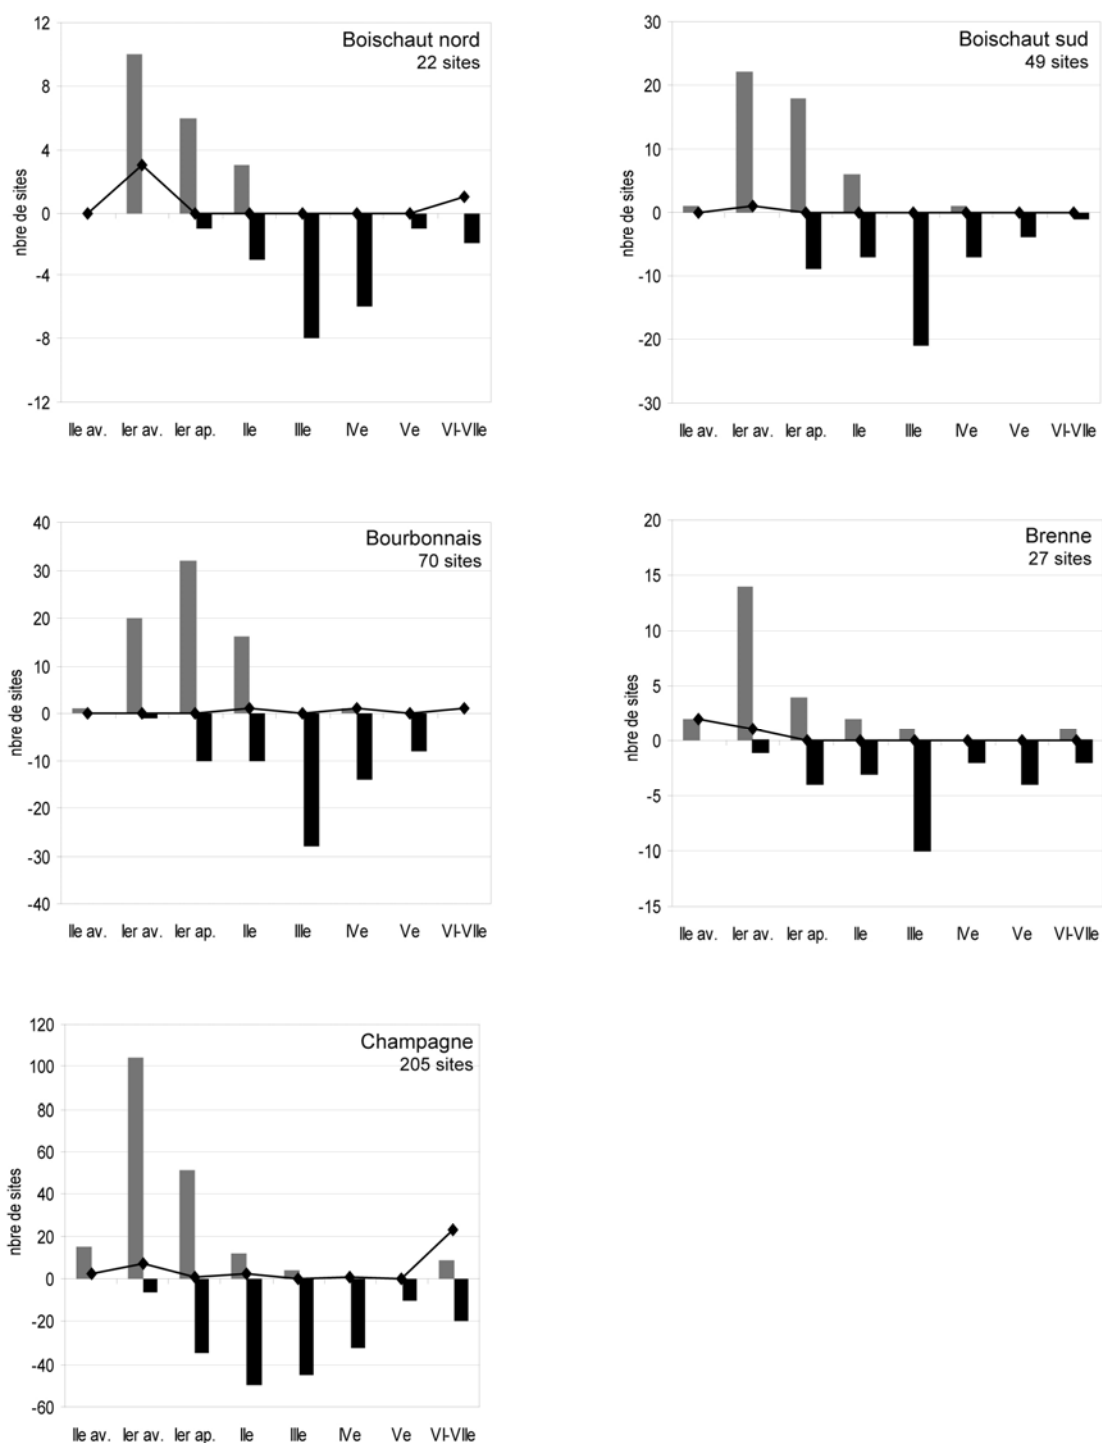 Boischaut nord
22 sites
nbre de sites
12
8
4
0
-4
-8
-12
IIe av. Ier av. Ier ap. IIe IIIe IVe Ve VI-VIIe
Boischaut sud
49 sites
nbre de sites
30
20
10
0
-10
-20
-30
IIe av. Ier av. Ier ap. IIe IIIe IVe Ve VI-VIIe
Bourbonnais
70 sites
nbre de sites
40
30
20
10
0
-10
-20
-30
-40
IIe av. Ier av. Ier ap. IIe IIIe IVe Ve VI-VIIe
Brenne
27 sites
nbre de sites
20
15
10
5
0
-5
-10
-15
IIe av. Ier av. Ier ap. IIe IIIe IVe Ve VI-VIIe
Champagne
205 sites
nbre de sites
120
100
80
60
40
20
0
-20
-40
-60
IIe av. Ier av. Ier ap. IIe IIIe IVe Ve VI-VIIe